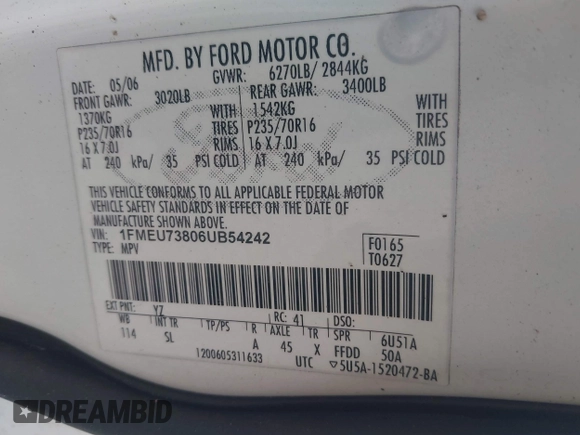 MFD. BY FORD MOTOR CO.
DATE: 05/06 GVWR: 6270LB/ 2844KG
FRONT GAWR: 3020LB REAR GAWR: 3400LB
1370KG WITH 1542KG WITH
P235/70R16 TIRES P235/70R16 TIRES
16 X 7.0J RIMS 16 X 7.0J RIMS
AT 240 kPa/ 35 PSI COLD AT 240 kPa/ 35 PSI COLD
THIS VEHICLE CONFORMS TO ALL APPLICABLE FEDERAL MOTOR
VEHICLE SAFETY STANDARDS IN EFFECT ON THE DATE OF
MANUFACTURE SHOWN ABOVE.
VIN: 1FMEU73806UB54242 F0165
TYPE: MPV T0627
EXT PNT: YZ RC: 41 DSO:
WB INT TR TP/PS R AXLE TR SPR 6U51A
114 SL A 45 X FFDD 50A
1200605311633 UTC ▽5U5A-1520472-BA
DREAMBID